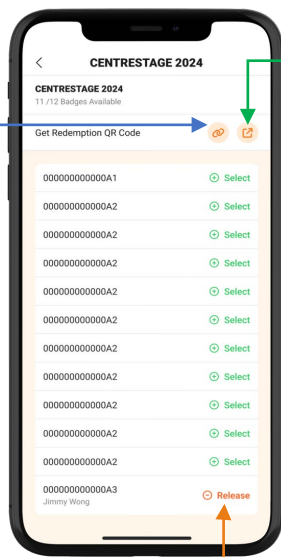 CENTRESTAGE 2024
CENTRESTAGE 2024
11 /12 Badges Available
Get Redemption QR Code
000000000000A1 Select
000000000000A2 Select
000000000000A2 Select
000000000000A2 Select
000000000000A2 Select
000000000000A2 Select
000000000000A2 Select
000000000000A2 Select
000000000000A2 Select
000000000000A2 Select
000000000000A2 Select
000000000000A3 Release
Jimmy Wong